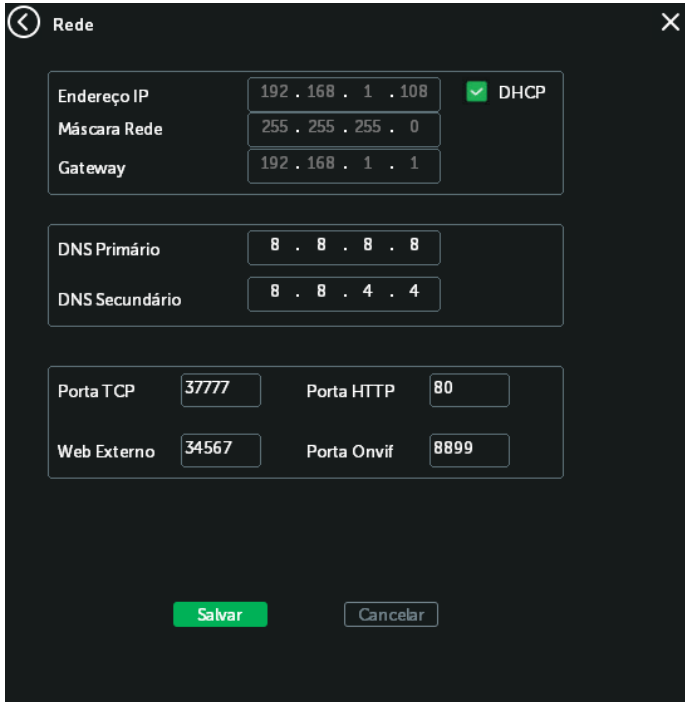 Rede
Endereço IP 192 . 168 . 1 . 108 DHCP
Máscara Rede 255 . 255 . 255 . 0
Gateway 192 . 168 . 1 . 1
DNS Primário 8 . 8 . 8 . 8
DNS Secundário 8 . 8 . 4 . 4
Porta TCP 37777 Porta HTTP 80
Web Externo 34567 Porta Onvif 8899
Salvar Cancelar